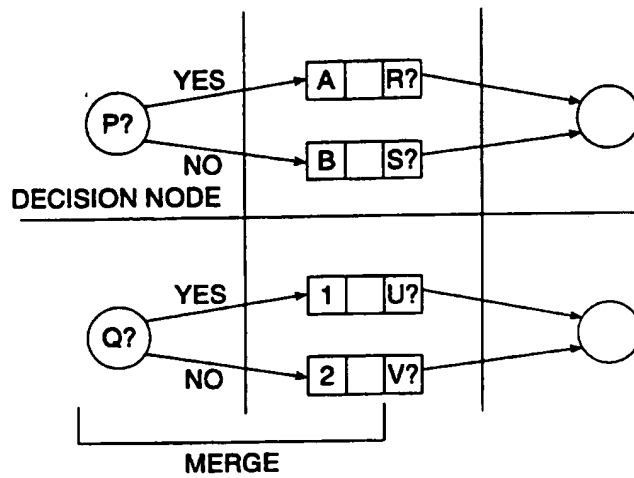 YES
A R?
P?
NO
B S?
DECISION NODE
YES
1 U?
Q?
NO
2 V?
MERGE